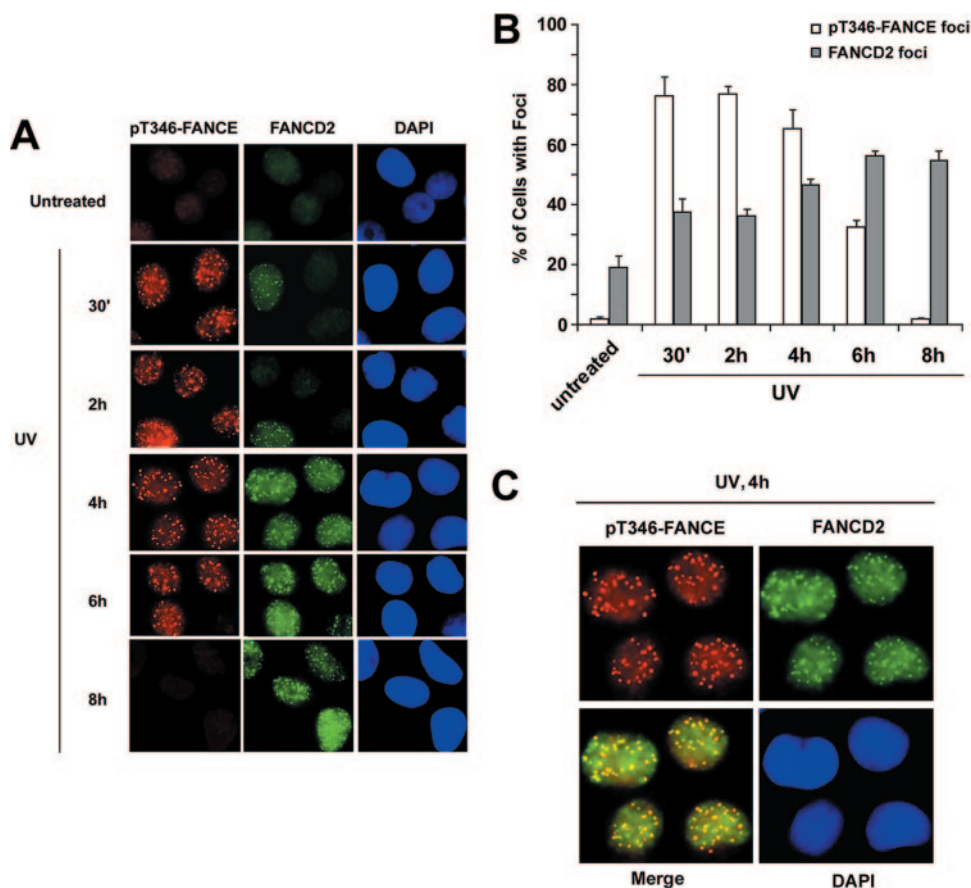 A
pT346-FANCE FANCD2 DAPI
Untreated
30'
2h
UV
4h
6h
8h
B
100
80
60
40
20
0
% of Cells with Foci
pT346-FANCE foci
FANCD2 foci
untreated
30' 2h 4h 6h 8h
UV
C
UV, 4h
pT346-FANCE FANCD2
Merge DAPI